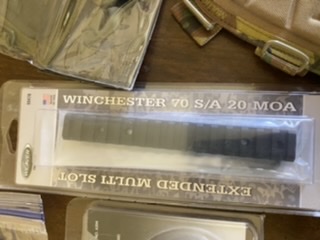 WINCHESTER 70 S/A 20 MOA
EXTENDED MULTI SLOT